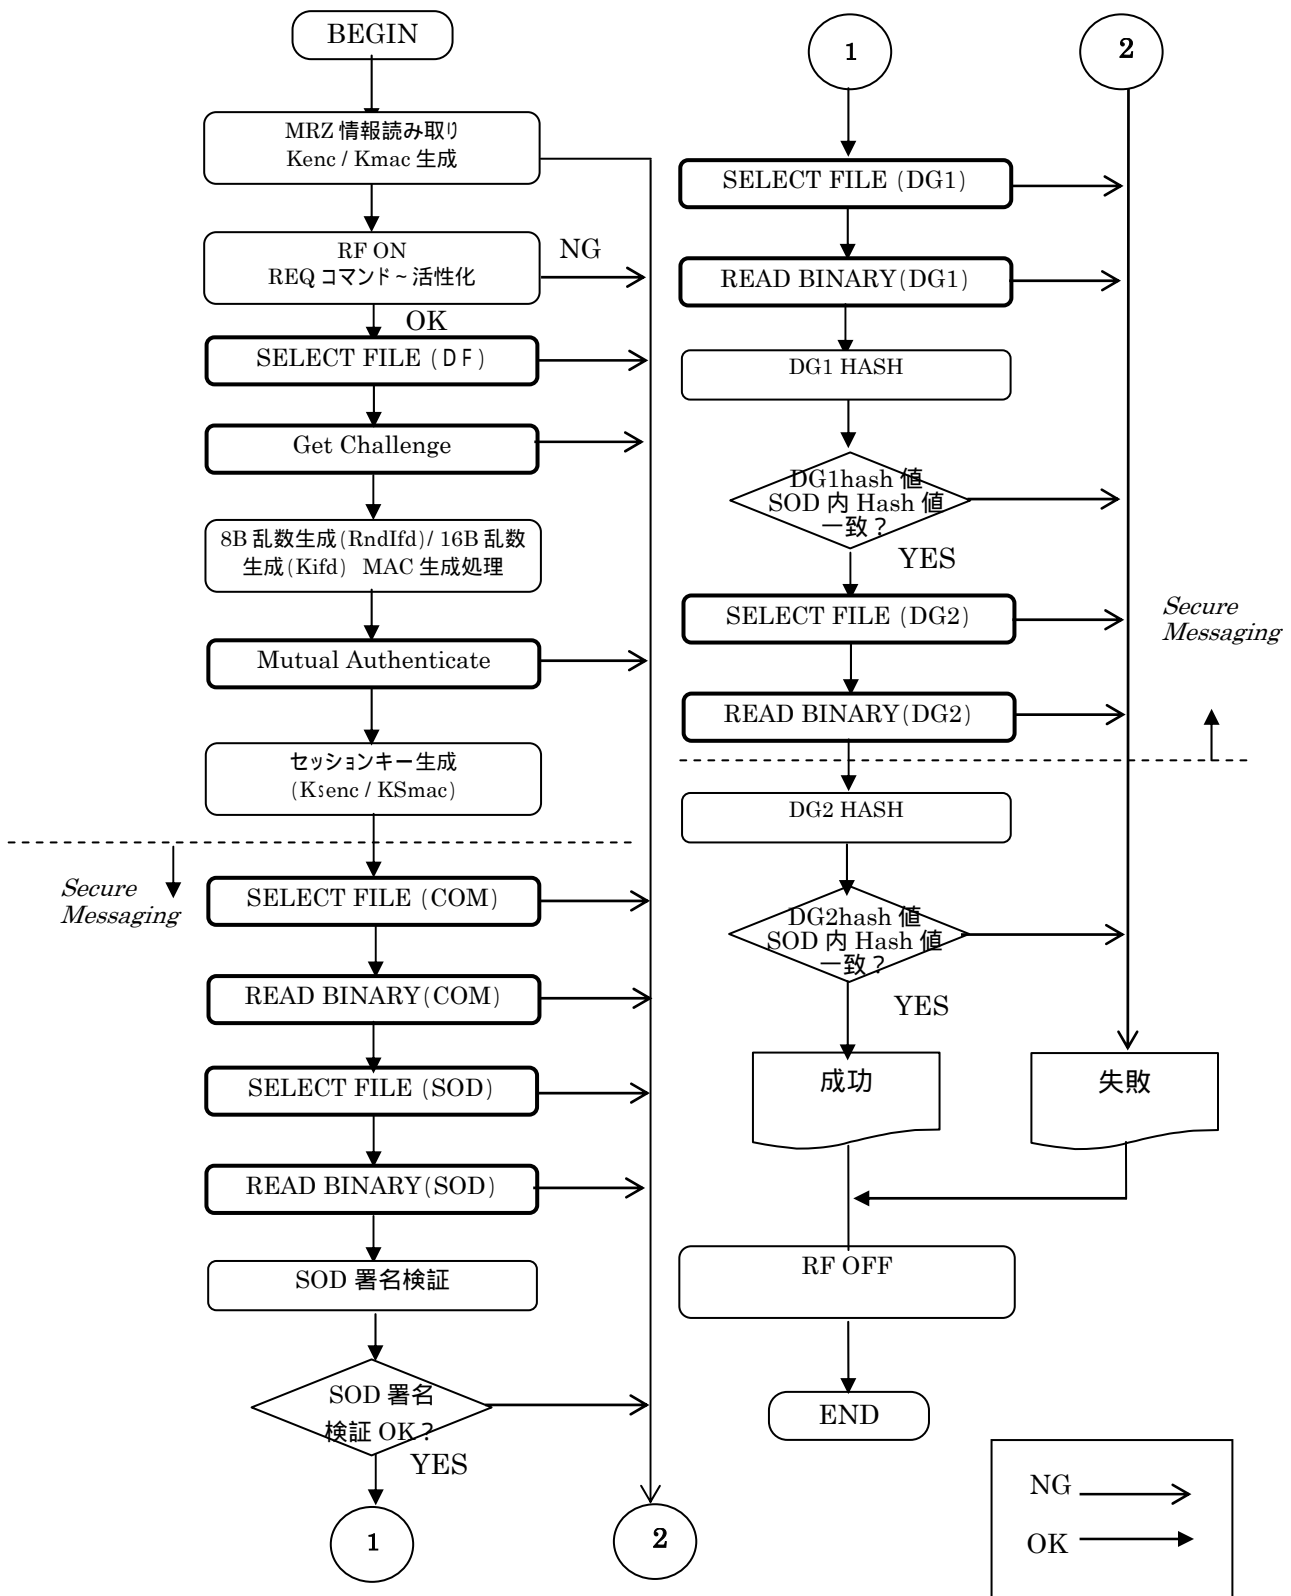 BEGIN
MRZ 情報読み取り
Kenc / Kmac 生成
RF ON
REQ コマンド ~ 活性化
NG
OK
SELECT FILE (ＤＦ)
Get Challenge
8B 乱数生成(RndIfd)/ 16B 乱数
生成(Kifd) MAC 生成処理
Mutual Authenticate
セッションキー生成
(Ksenc / KSmac)
Secure
Messaging
SELECT FILE (COM)
READ BINARY(COM)
SELECT FILE (SOD)
READ BINARY(SOD)
SOD 署名検証
SOD 署名
検証 OK？
YES
1
2
1
2
SELECT FILE (DG1)
READ BINARY(DG1)
DG1 HASH
DG1hash 値
SOD 内 Hash 値
一致？
YES
SELECT FILE (DG2)
READ BINARY(DG2)
Secure
Messaging
DG2 HASH
DG2hash 値
SOD 内 Hash 値
一致？
YES
成功
失敗
RF OFF
END
NG
OK